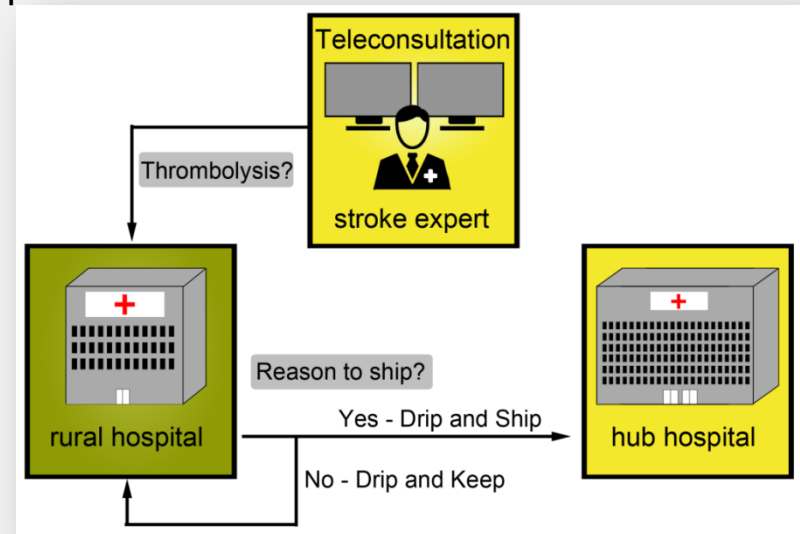 Teleconsultation
stroke expert
Thrombolysis?
rural hospital
Reason to ship?
Yes - Drip and Ship
No - Drip and Keep
hub hospital